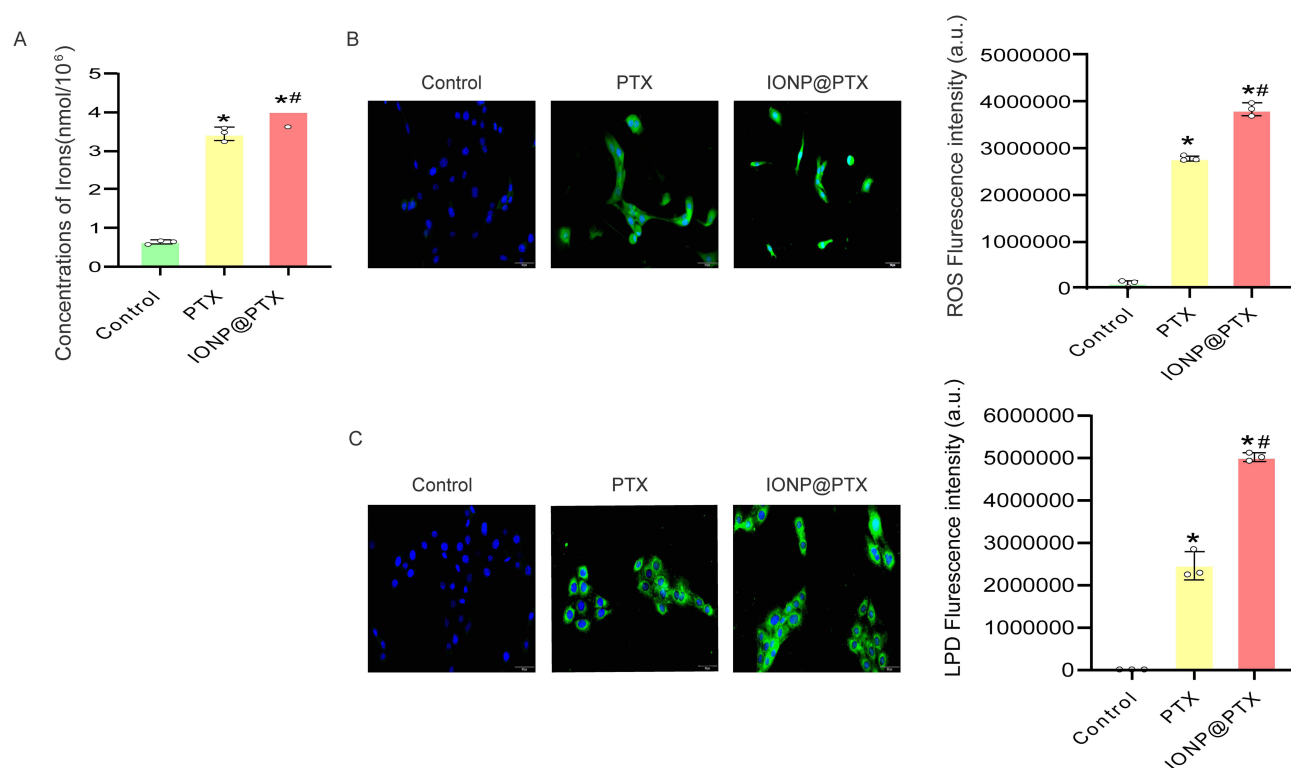 A
Concentrations of Irons(nmol/10⁶)
5
4
3
2
1
0
*
*#
Control
PTX
IONP@PTX
B
Control
PTX
IONP@PTX
ROS Flurescence intensity (a.u.)
5000000
4000000
3000000
2000000
1000000
0
*
*#
Control
PTX
IONP@PTX
C
Control
PTX
IONP@PTX
LPD Flurescence intensity (a.u.)
6000000
5000000
4000000
3000000
2000000
1000000
0
*
*#
Control
PTX
IONP@PTX